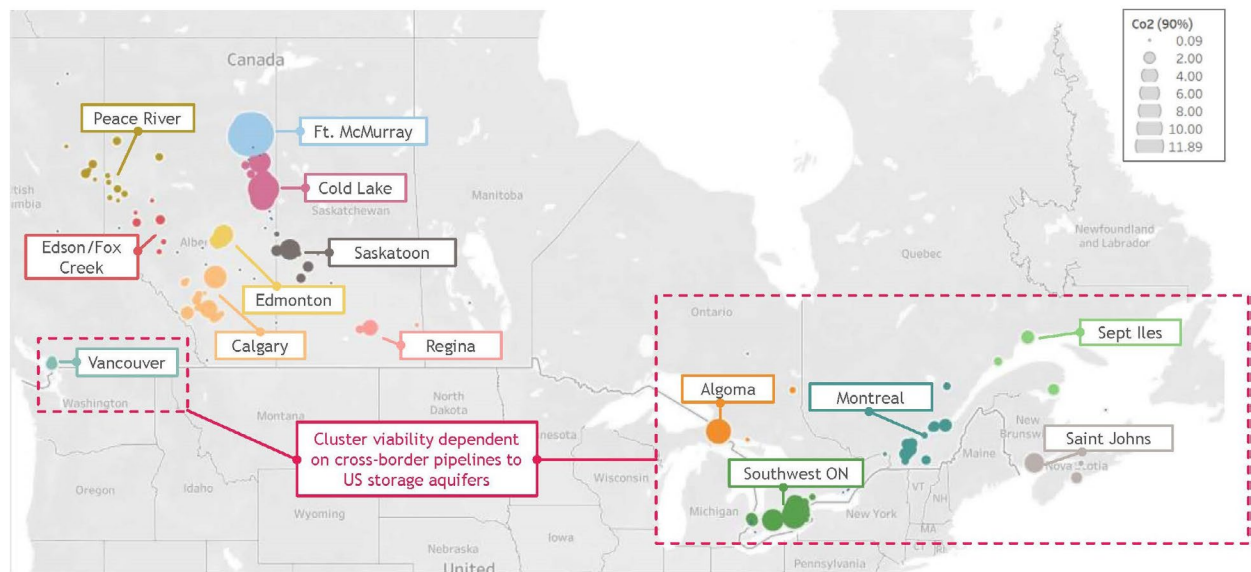 Canada
Co2 (90%)
0.09
2.00
4.00
6.00
8.00
10.00
11.89
Peace River
Ft. McMurray
Cold Lake
Manitoba
Saskatchewan
Edson/Fox
Creek
Saskatoon
Edmonton
Calgary
Regina
Quebec
Newfoundland
and Labrador
Ontario
Vancouver
Washington
Montana
North
Dakota
Cluster viability dependent
on cross-border pipelines to
US storage aquifers
Oregon
Idaho
Wyoming
Nebraska
United
Iowa
Wisconsin
Michigan
Algoma
Southwest ON
Montreal
Sept Iles
New
Maine
Saint Johns
VT
NH
New York
MA
CT
Pennsylvania